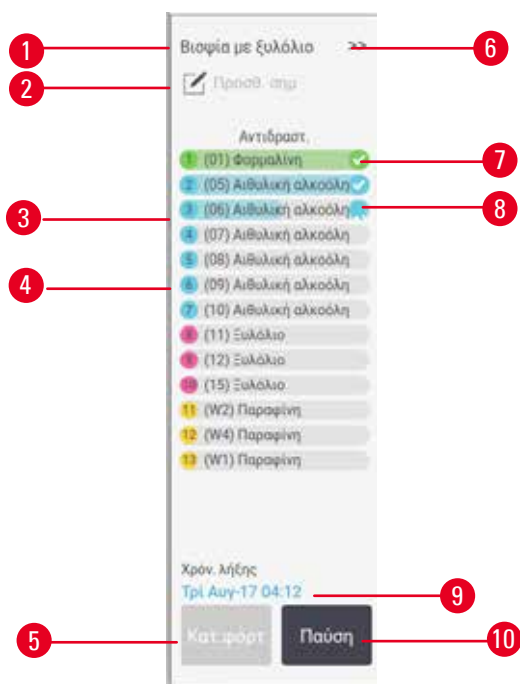 1 Βιοψία με ξυλόλιο >> 6
2 Προσθ. σημ
Αντιδραστ.
1 (01) Φορμαλίνη 7
2 (05) Αιθυλική αλκοόλη
3 3 (06) Αιθυλική αλκοόλη 8
4 (07) Αιθυλική αλκοόλη
5 (08) Αιθυλική αλκοόλη
4 6 (09) Αιθυλική αλκοόλη
7 (10) Αιθυλική αλκοόλη
8 (11) Ξυλόλιο
9 (12) Ξυλόλιο
10 (15) Ξυλόλιο
11 (W2) Παραφίνη
12 (W4) Παραφίνη
13 (W1) Παραφίνη
Χρόν. λήξης
Τρί Αυγ-17 04:12 9
5 Κατ.φόρτ Παύση 10